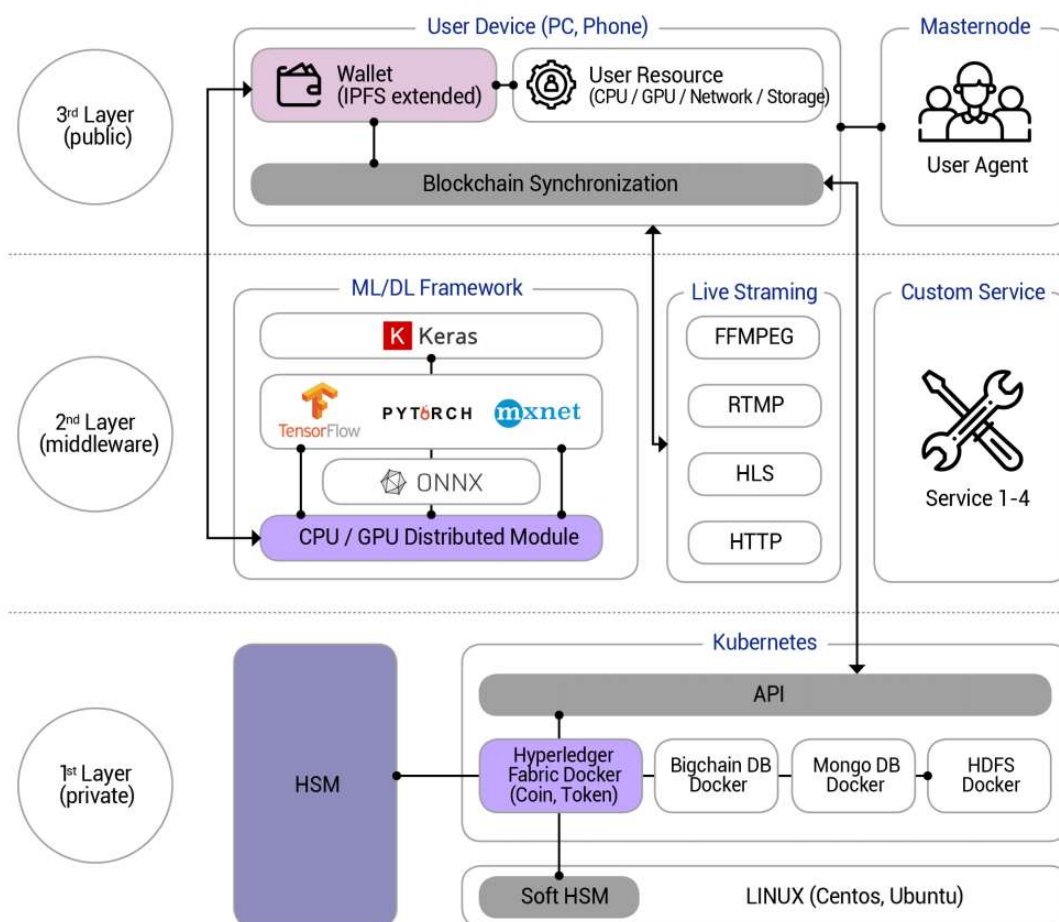 User Device (PC, Phone)
Masternode
3rd Layer
(public)
Wallet
(IPFS extended)
User Resource
(CPU / GPU / Network / Storage)
Blockchain Synchronization
User Agent
ML/DL Framework
Live Straming
Custom Service
2nd Layer
(middleware)
K Keras
TensorFlow
PYTORCH
mxnet
ONNX
CPU / GPU Distributed Module
FFMPEG
RTMP
HLS
HTTP
Service 1-4
Kubernetes
1st Layer
(private)
HSM
API
Hyperledger
Fabric Docker
(Coin, Token)
Bigchain DB
Docker
Mongo DB
Docker
HDFS
Docker
Soft HSM
LINUX (Centos, Ubuntu)